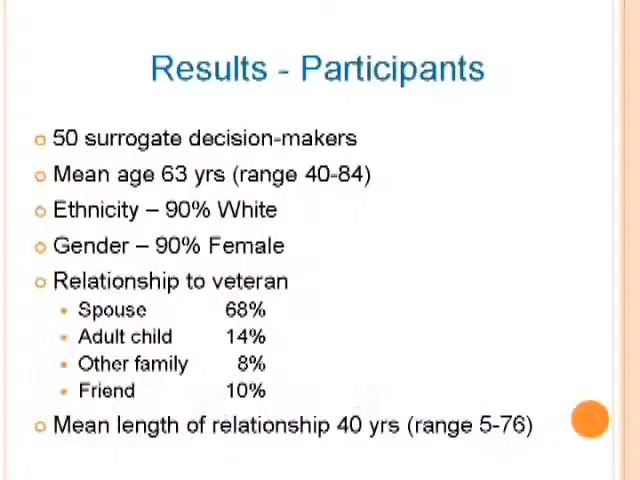 Results - Participants
50 surrogate decision-makers
Mean age 63 yrs (range 40-84)
Ethnicity – 90% White
Gender – 90% Female
Relationship to veteran
Spouse 68%
Adult child 14%
Other family 8%
Friend 10%
Mean length of relationship 40 yrs (range 5-76)